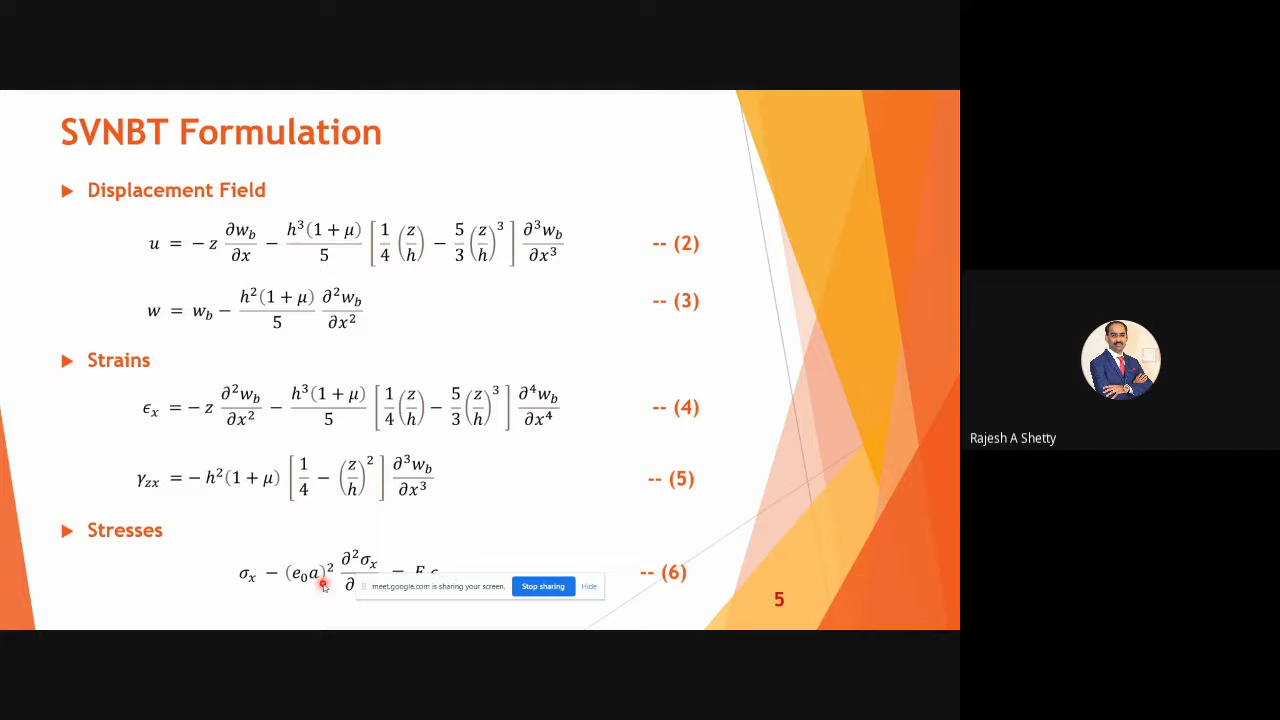 SVNBT Formulation
Displacement Field
u = − z ∂w_b/∂x − h³(1 + μ)/5 [1/4 (z/h) − 5/3 (z/h)³] ∂³w_b/∂x³ -- (2)
w = w_b − h²(1 + μ)/5 ∂²w_b/∂x² -- (3)
Strains
ϵ_x = − z ∂²w_b/∂x² − h³(1 + μ)/5 [1/4 (z/h) − 5/3 (z/h)³] ∂⁴w_b/∂x⁴ -- (4)
γ_zx = − h²(1 + μ) [1/4 − (z/h)²] ∂³w_b/∂x³ -- (5)
Stresses
σ_x − (e₀a)² ∂²σ_x/∂ = -- (6)
meet.google.com is sharing your screen. Stop sharing Hide
5
Rajesh A Shetty